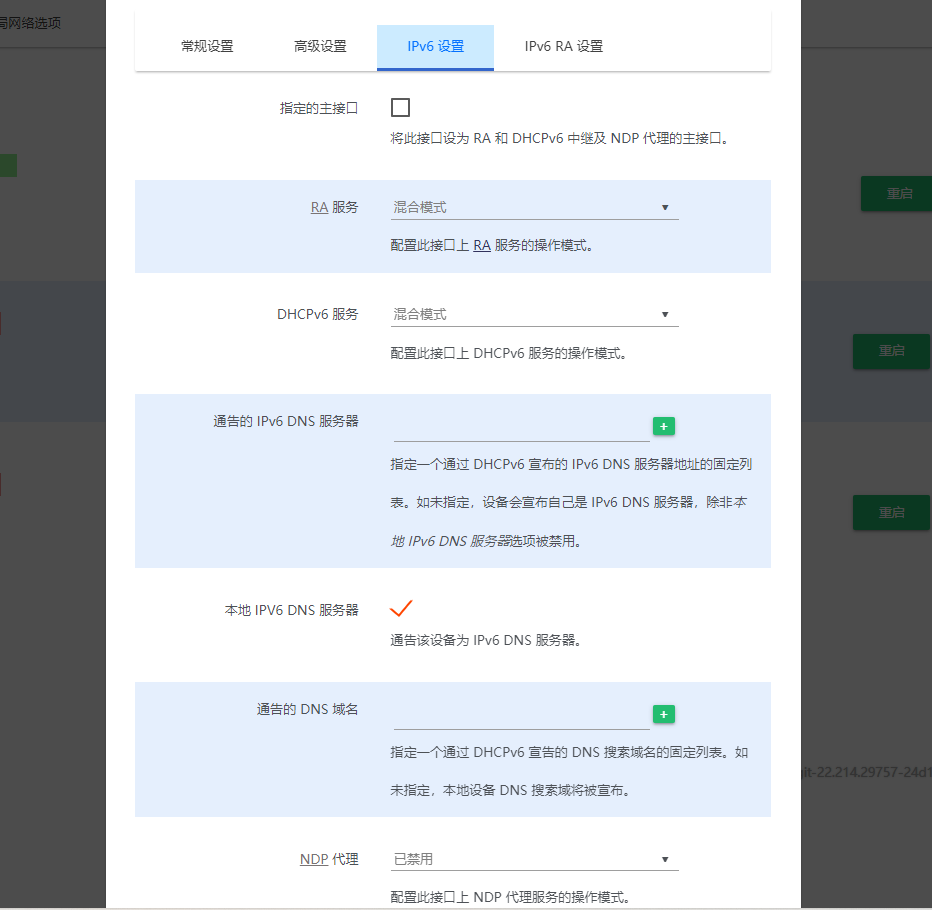 局网络选项
常规设置
高级设置
IPv6 设置
IPv6 RA 设置
指定的主接口
将此接口设为 RA 和 DHCPv6 中继及 NDP 代理的主接口。
重启
RA 服务
混合模式
配置此接口上 RA 服务的操作模式。
DHCPv6 服务
混合模式
重启
配置此接口上 DHCPv6 服务的操作模式。
通告的 IPv6 DNS 服务器
+
指定一个通过 DHCPv6 宣布的 IPv6 DNS 服务器地址的固定列
表。如未指定，设备会宣布自己是 IPv6 DNS 服务器，除非本
重启
地 IPv6 DNS 服务器选项被禁用。
本地 IPV6 DNS 服务器
通告该设备为 IPv6 DNS 服务器。
通告的 DNS 域名
+
指定一个通过 DHCPv6 宣告的 DNS 搜索域名的固定列表。如
git-22.214.29757-24d1
未指定，本地设备 DNS 搜索域将被宣布。
NDP 代理
已禁用
配置此接口上 NDP 代理服务的操作模式。